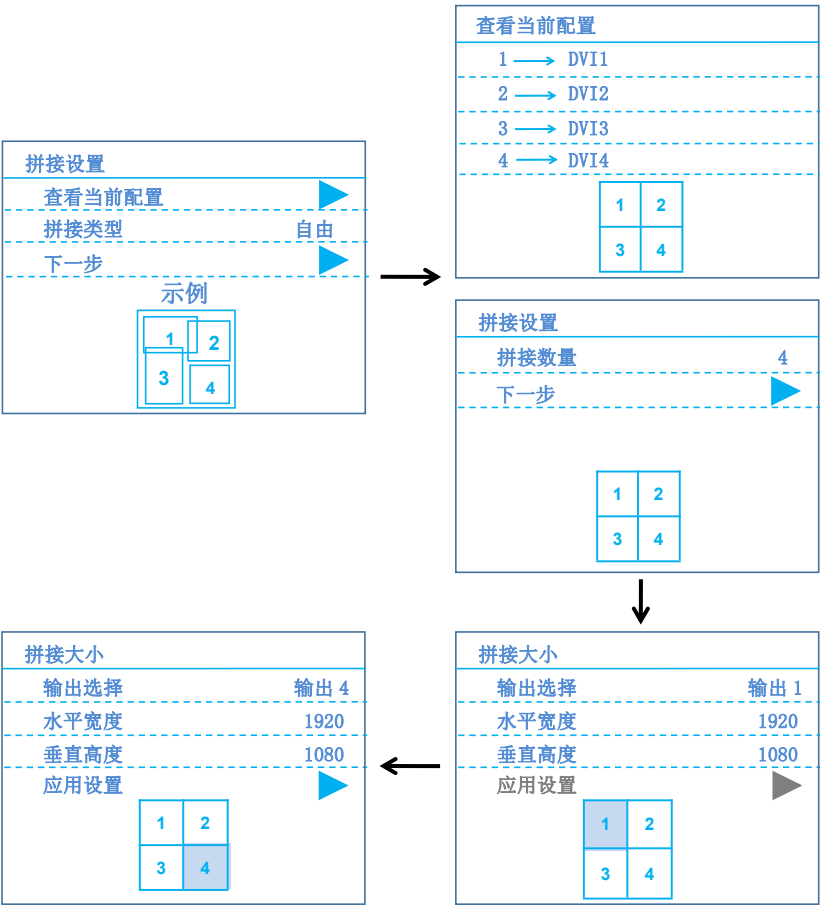 拼接设置
查看当前配置
拼接类型 自由
下一步
示例
1 2
3 4
查看当前配置
1 → DVI1
2 → DVI2
3 → DVI3
4 → DVI4
1 2
3 4
拼接设置
拼接数量 4
下一步
1 2
3 4
拼接大小
输出选择 输出 1
水平宽度 1920
垂直高度 1080
应用设置
1 2
3 4
拼接大小
输出选择 输出 4
水平宽度 1920
垂直高度 1080
应用设置
1 2
3 4